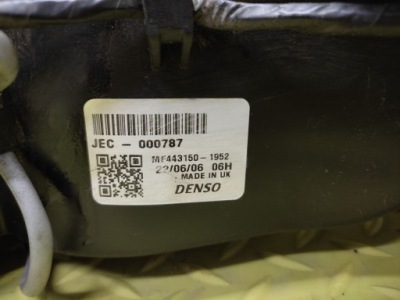 JEC - 000787
MF443150-1952
22/06/06 06H
MADE IN UK
DENSO